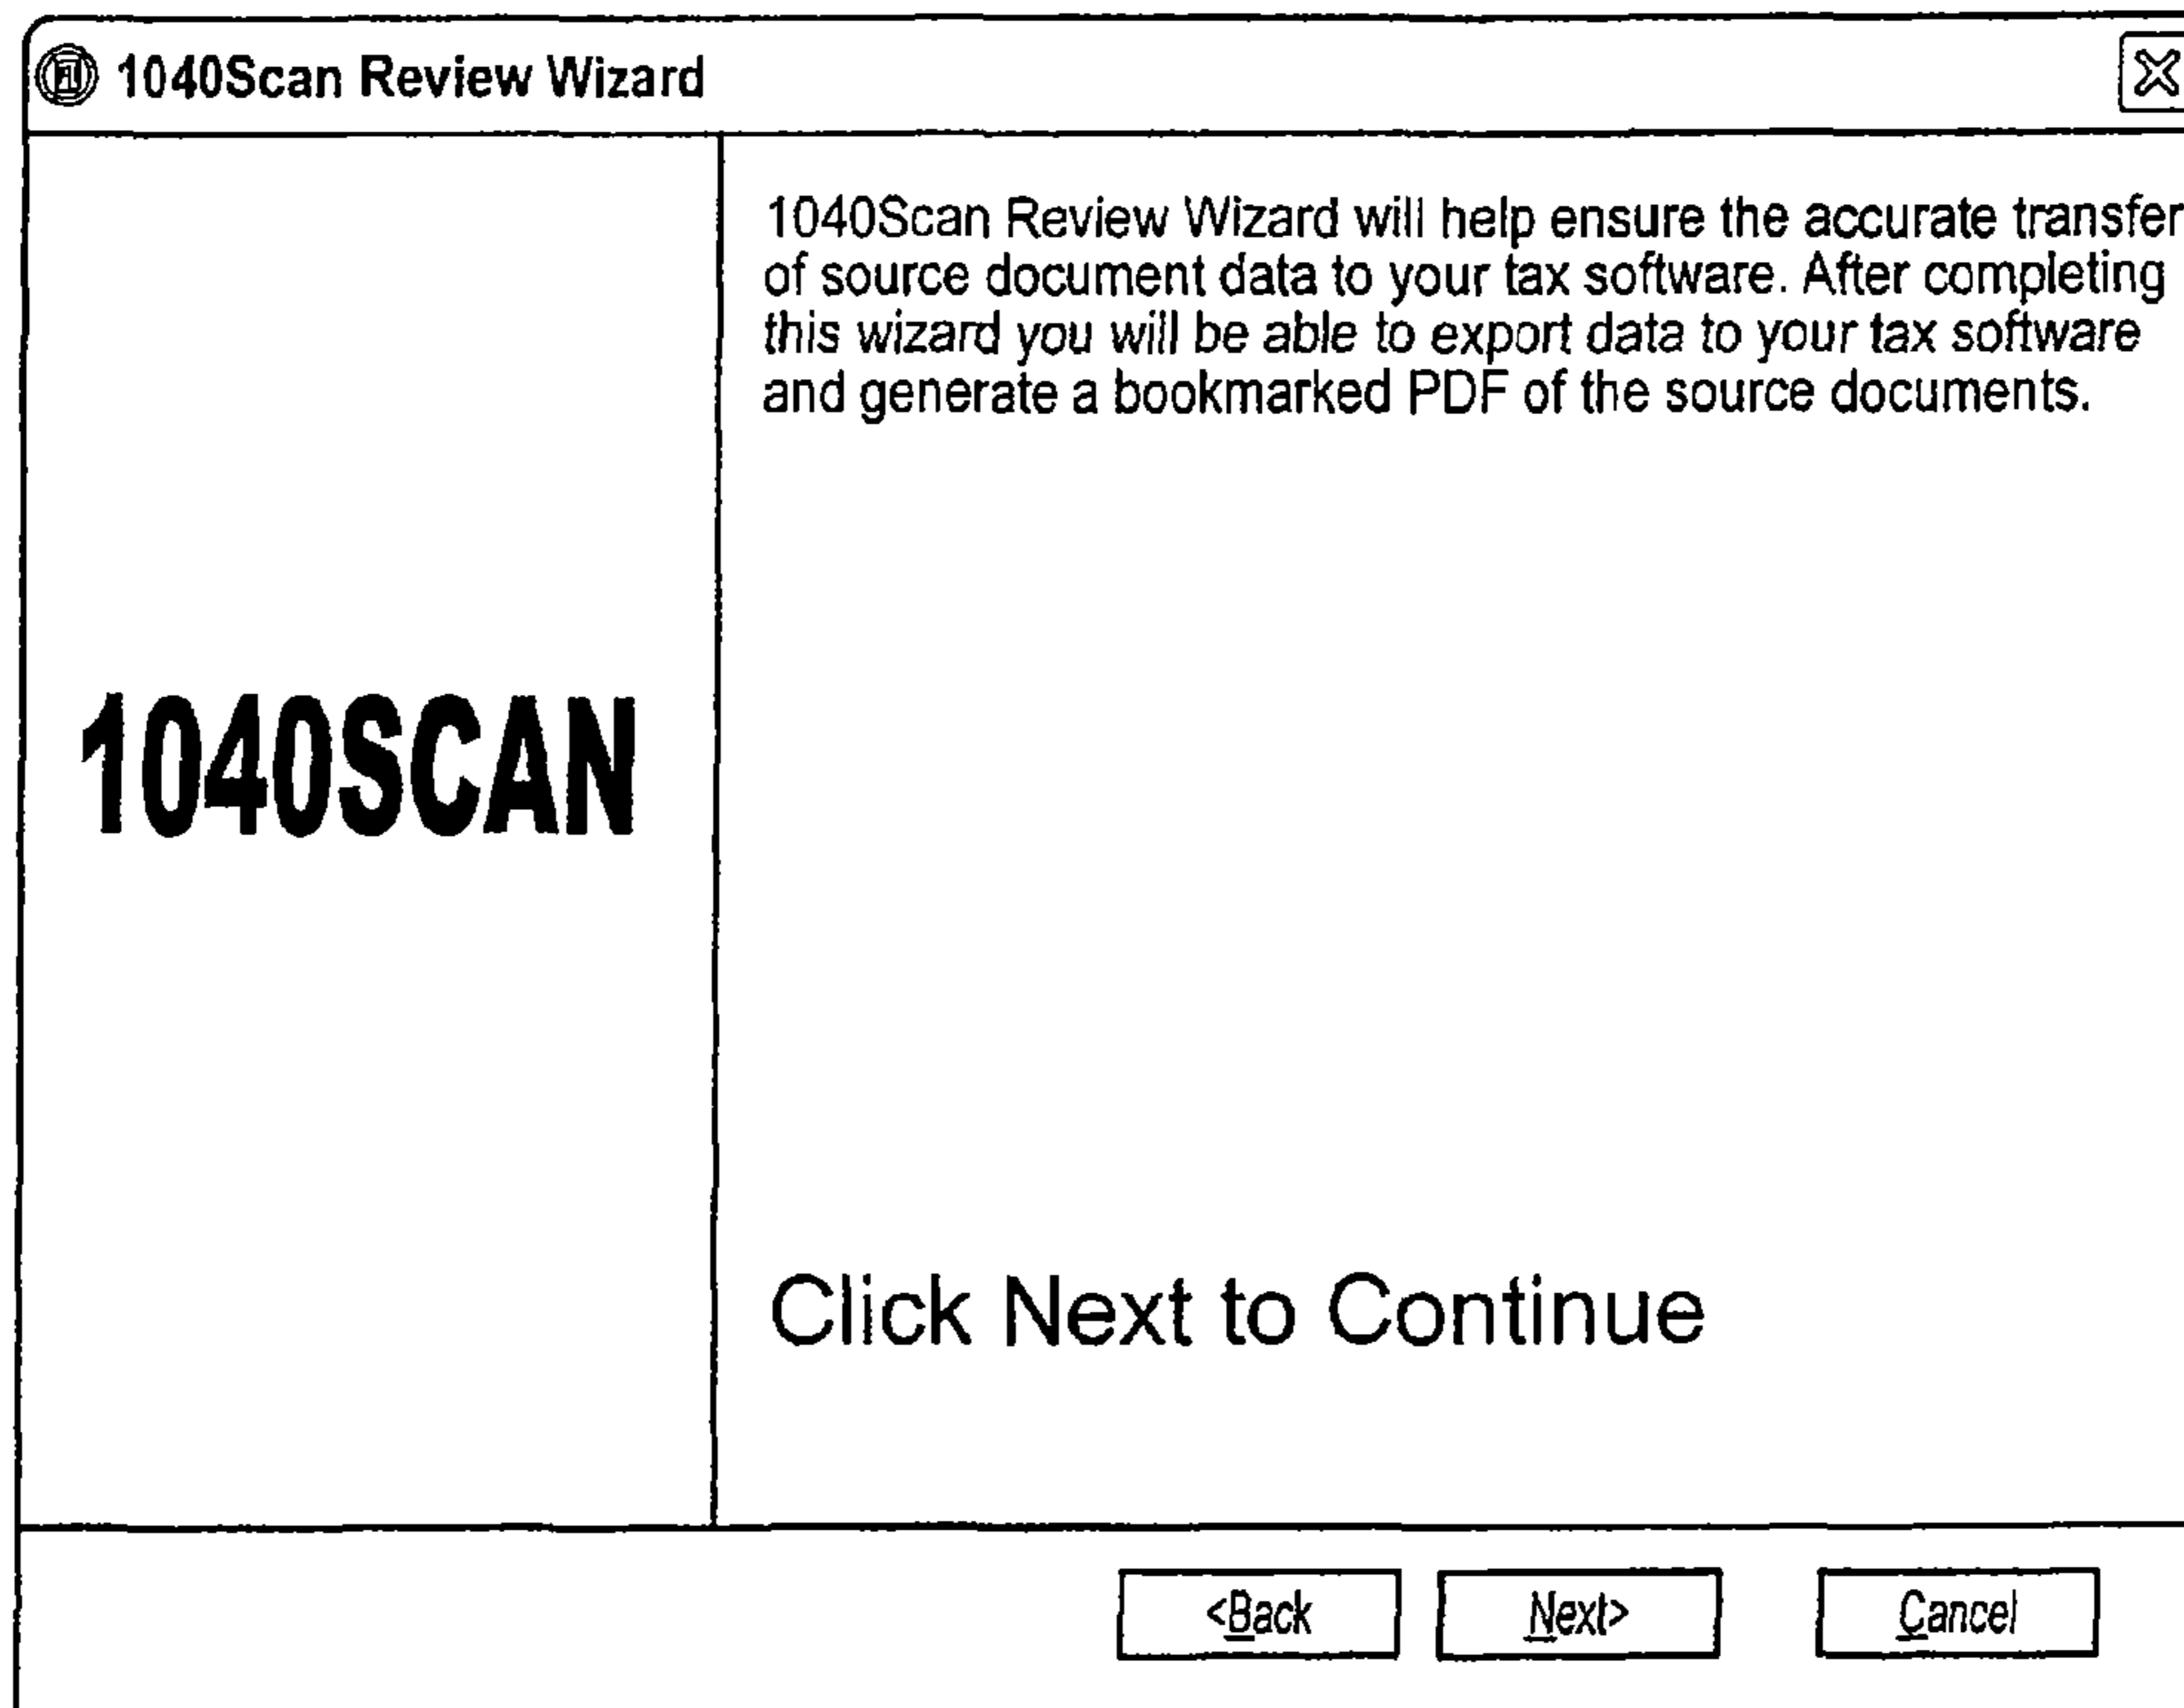 1040Scan Review Wizard
1040Scan Review Wizard will help ensure the accurate transfer
of source document data to your tax software. After completing
this wizard you will be able to export data to your tax software
and generate a bookmarked PDF of the source documents.
1040SCAN
Click Next to Continue
<Back
Next>
Cancel